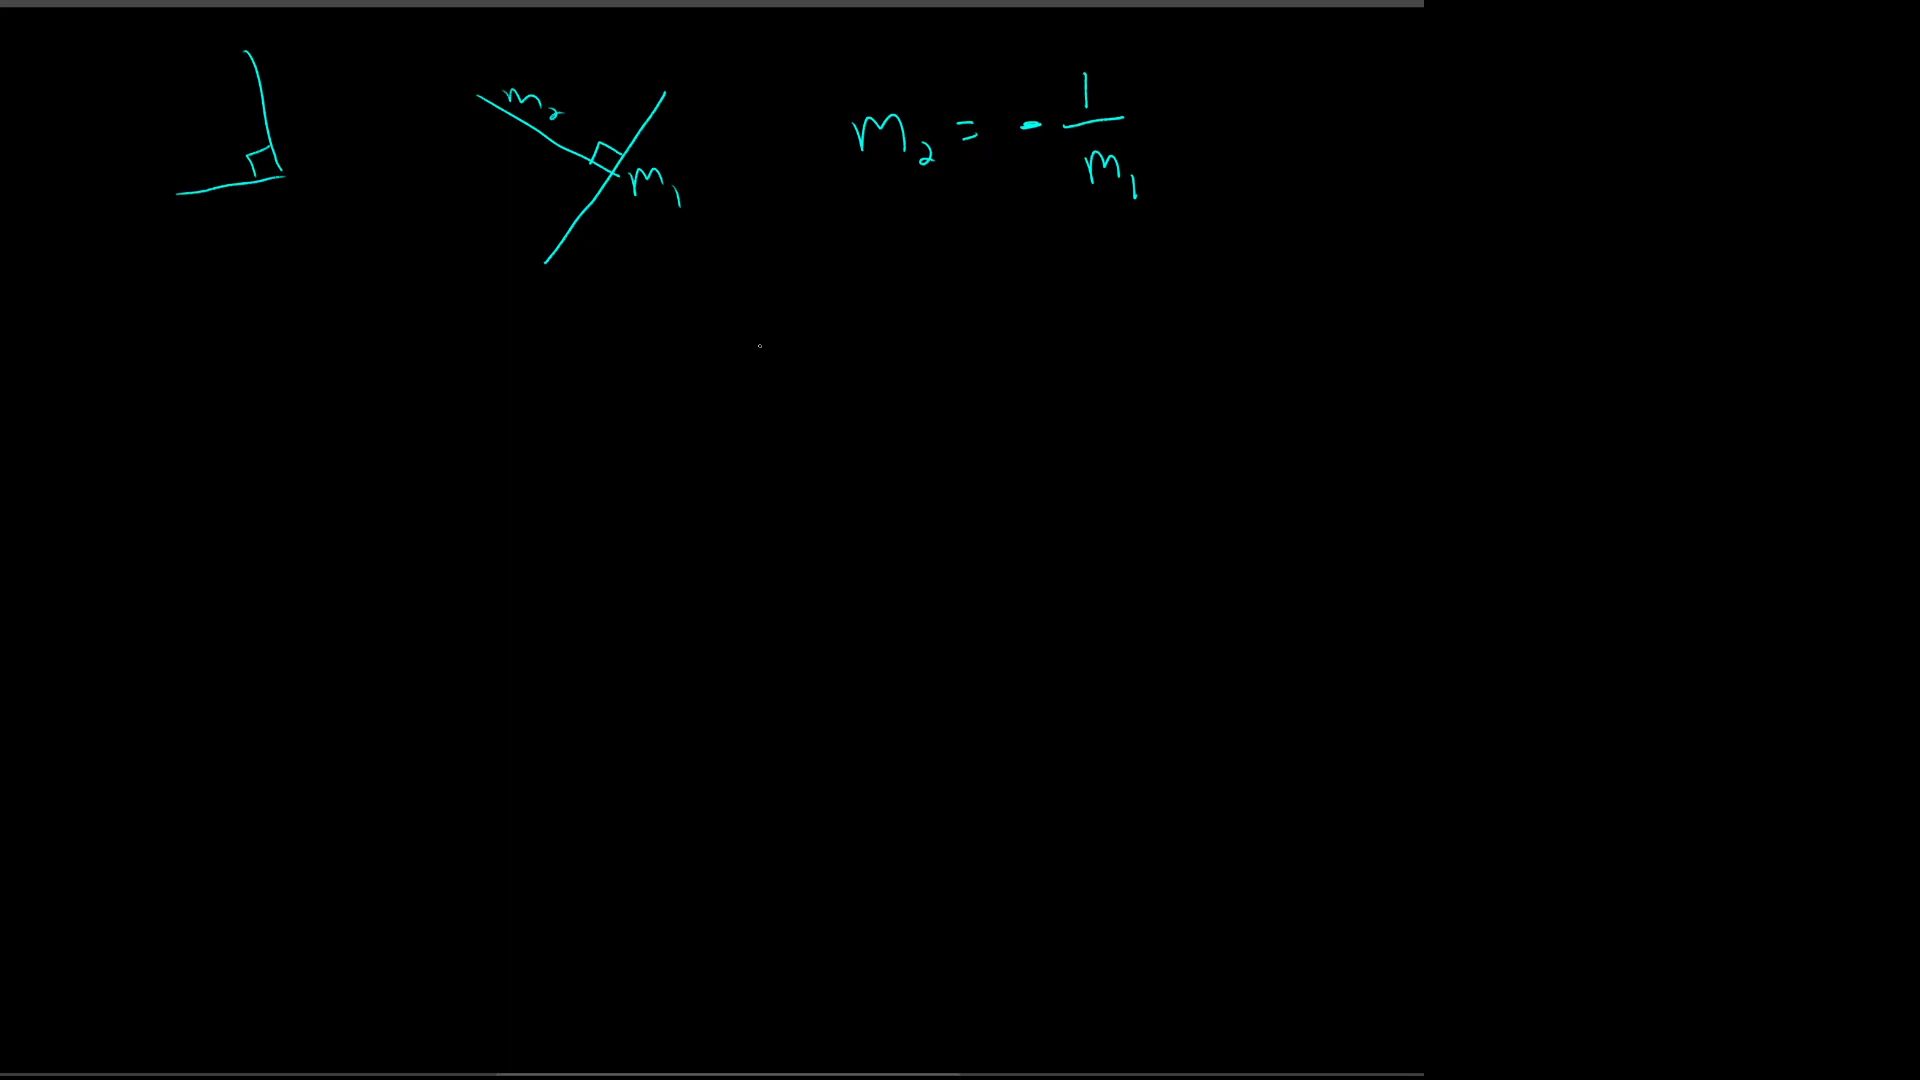 m₂
m₁
m₂ = - 1/m₁